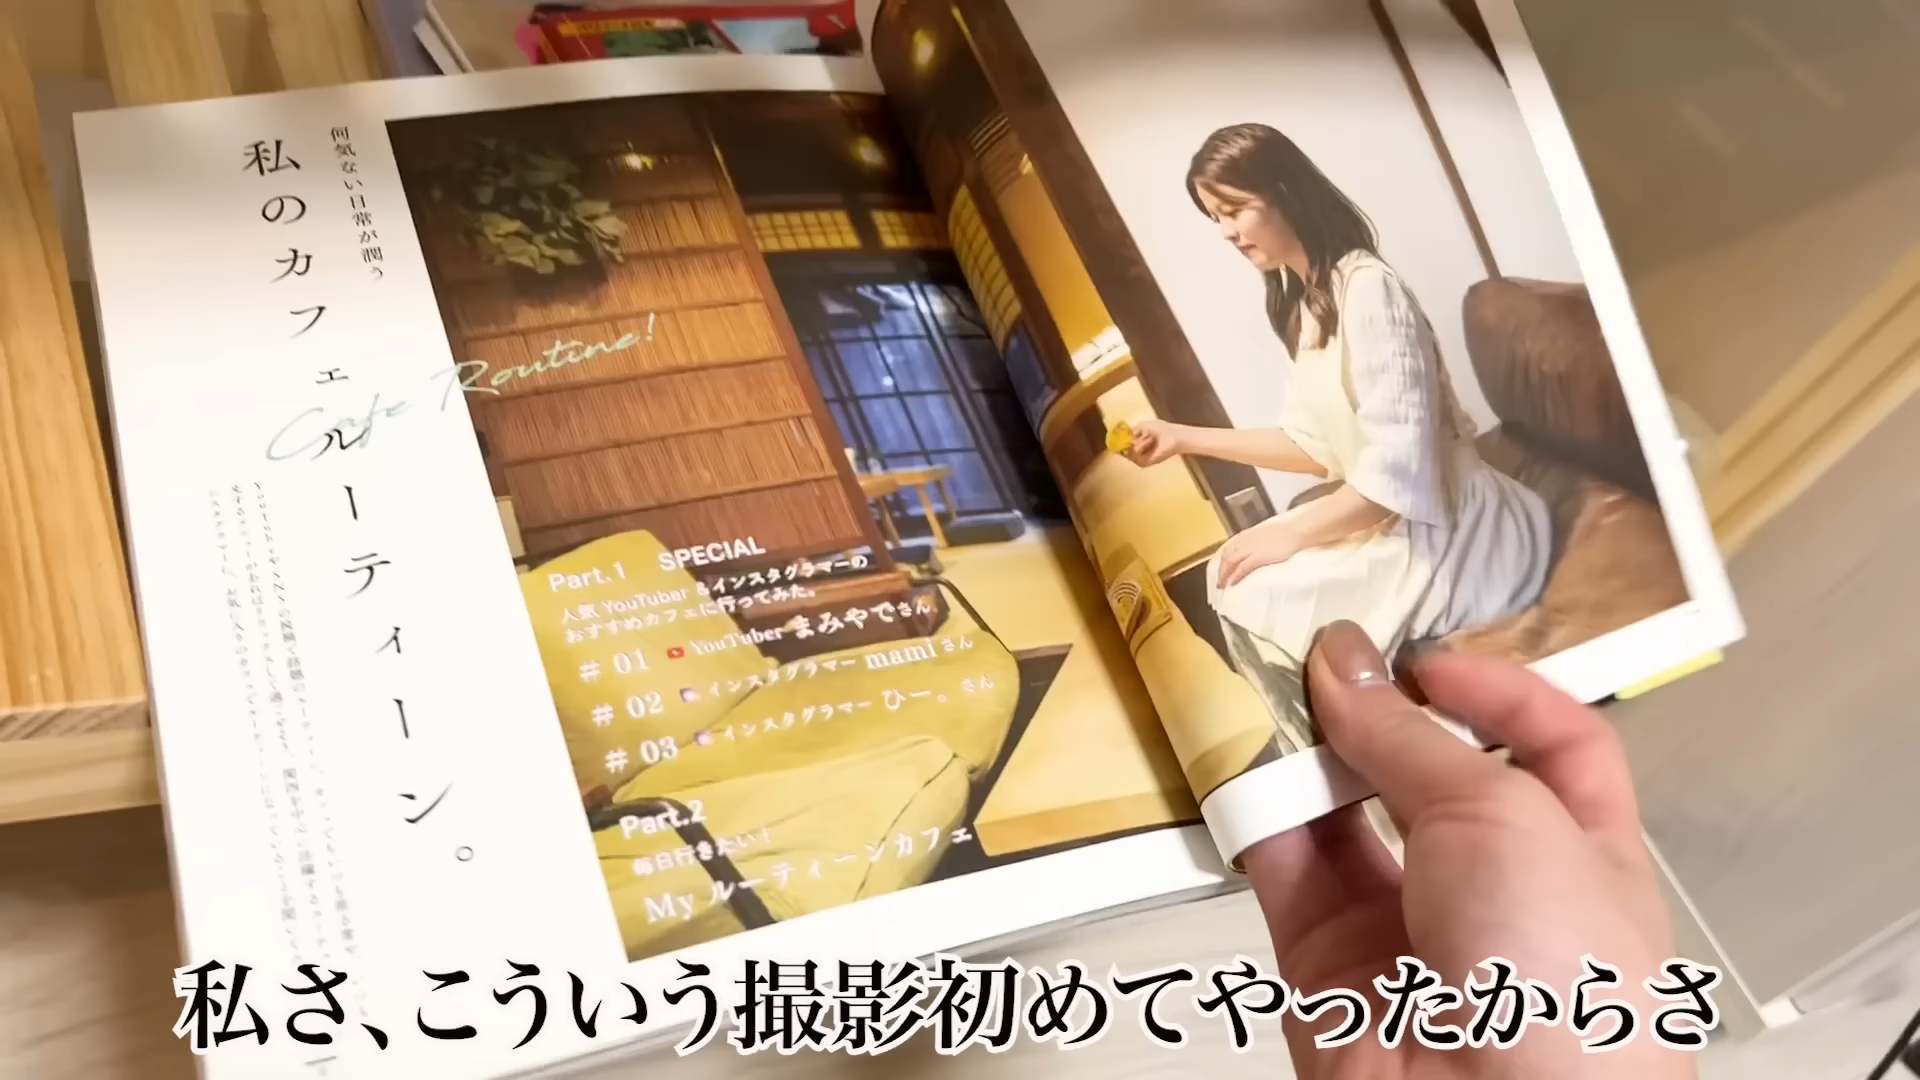 何気ない日常が潤う
私のカフェルーティーン。
Cafe Routine!
Part.1 SPECIAL
人気YouTuber&インスタグラマーの
おすすめカフェに行ってみた。
# 01 YouTuber まみやでさん
# 02 インスタグラマー mamiさん
# 03 インスタグラマー ひー。さん
Part.2
毎日行きたい!
My ルーティーンカフェ
私さ、こういう撮影初めてやったからさ